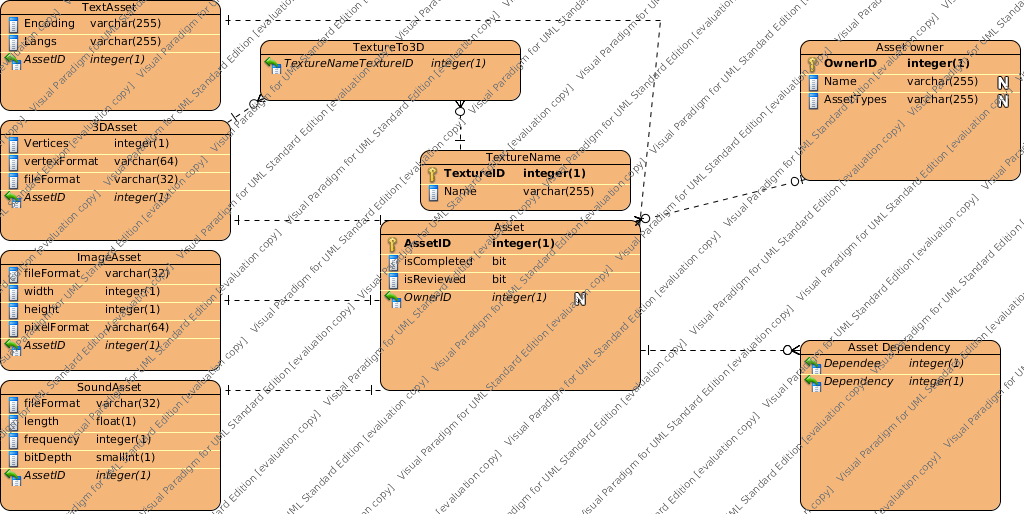 TextAsset
Encoding varchar(255)
Langs varchar(255)
AssetID integer(1)
TextureTo3D
TextureNameTextureID integer(1)
Asset owner
OwnerID integer(1)
Name varchar(255) N
AssetTypes varchar(255) N
3DAsset
Vertices integer(1)
vertexFormat varchar(64)
fileFormat varchar(32)
AssetID integer(1)
TextureName
TextureID integer(1)
Name varchar(255)
Asset
AssetID integer(1)
isCompleted bit
isReviewed bit
OwnerID integer(1) N
ImageAsset
fileFormat varchar(32)
width integer(1)
height integer(1)
pixelFormat varchar(64)
AssetID integer(1)
Asset Dependency
Dependee integer(1)
Dependency integer(1)
SoundAsset
fileFormat varchar(32)
length float(1)
frequency integer(1)
bitDepth smallint(1)
AssetID integer(1)
Visual Paradigm for UML Standard Edition [evaluation copy]